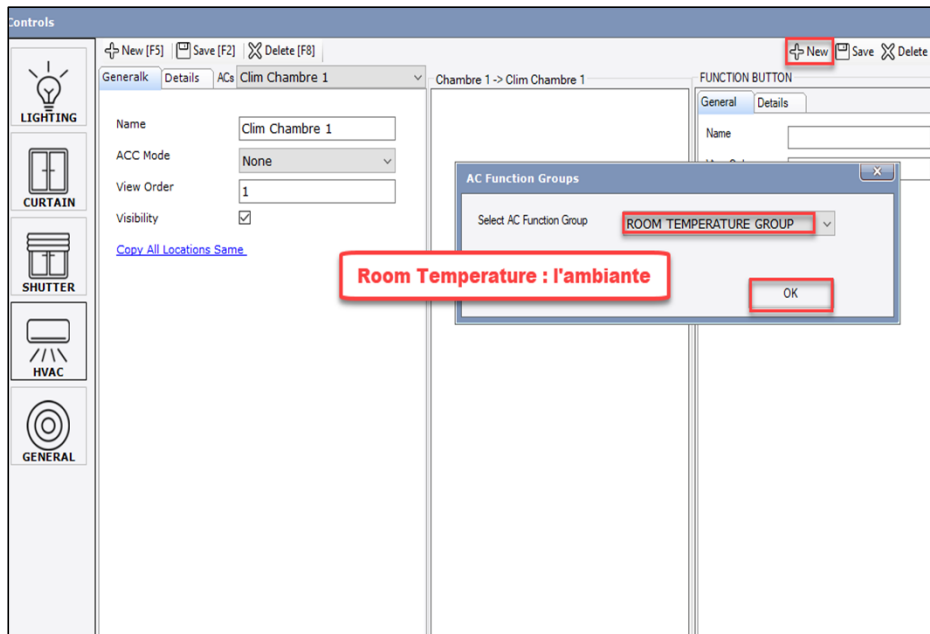 Controls
LIGHTING
CURTAIN
SHUTTER
HVAC
GENERAL
New [F5] Save [F2] Delete [F8]
Generalk Details ACs Clim Chambre 1
Name Clim Chambre 1
ACC Mode None
View Order 1
Visibility
Copy All Locations Same
Chambre 1 -> Clim Chambre 1
New Save Delete
FUNCTION BUTTON
General Details
Name
AC Function Groups
X
Select AC Function Group ROOM TEMPERATURE GROUP
OK
Room Temperature : l'ambiante